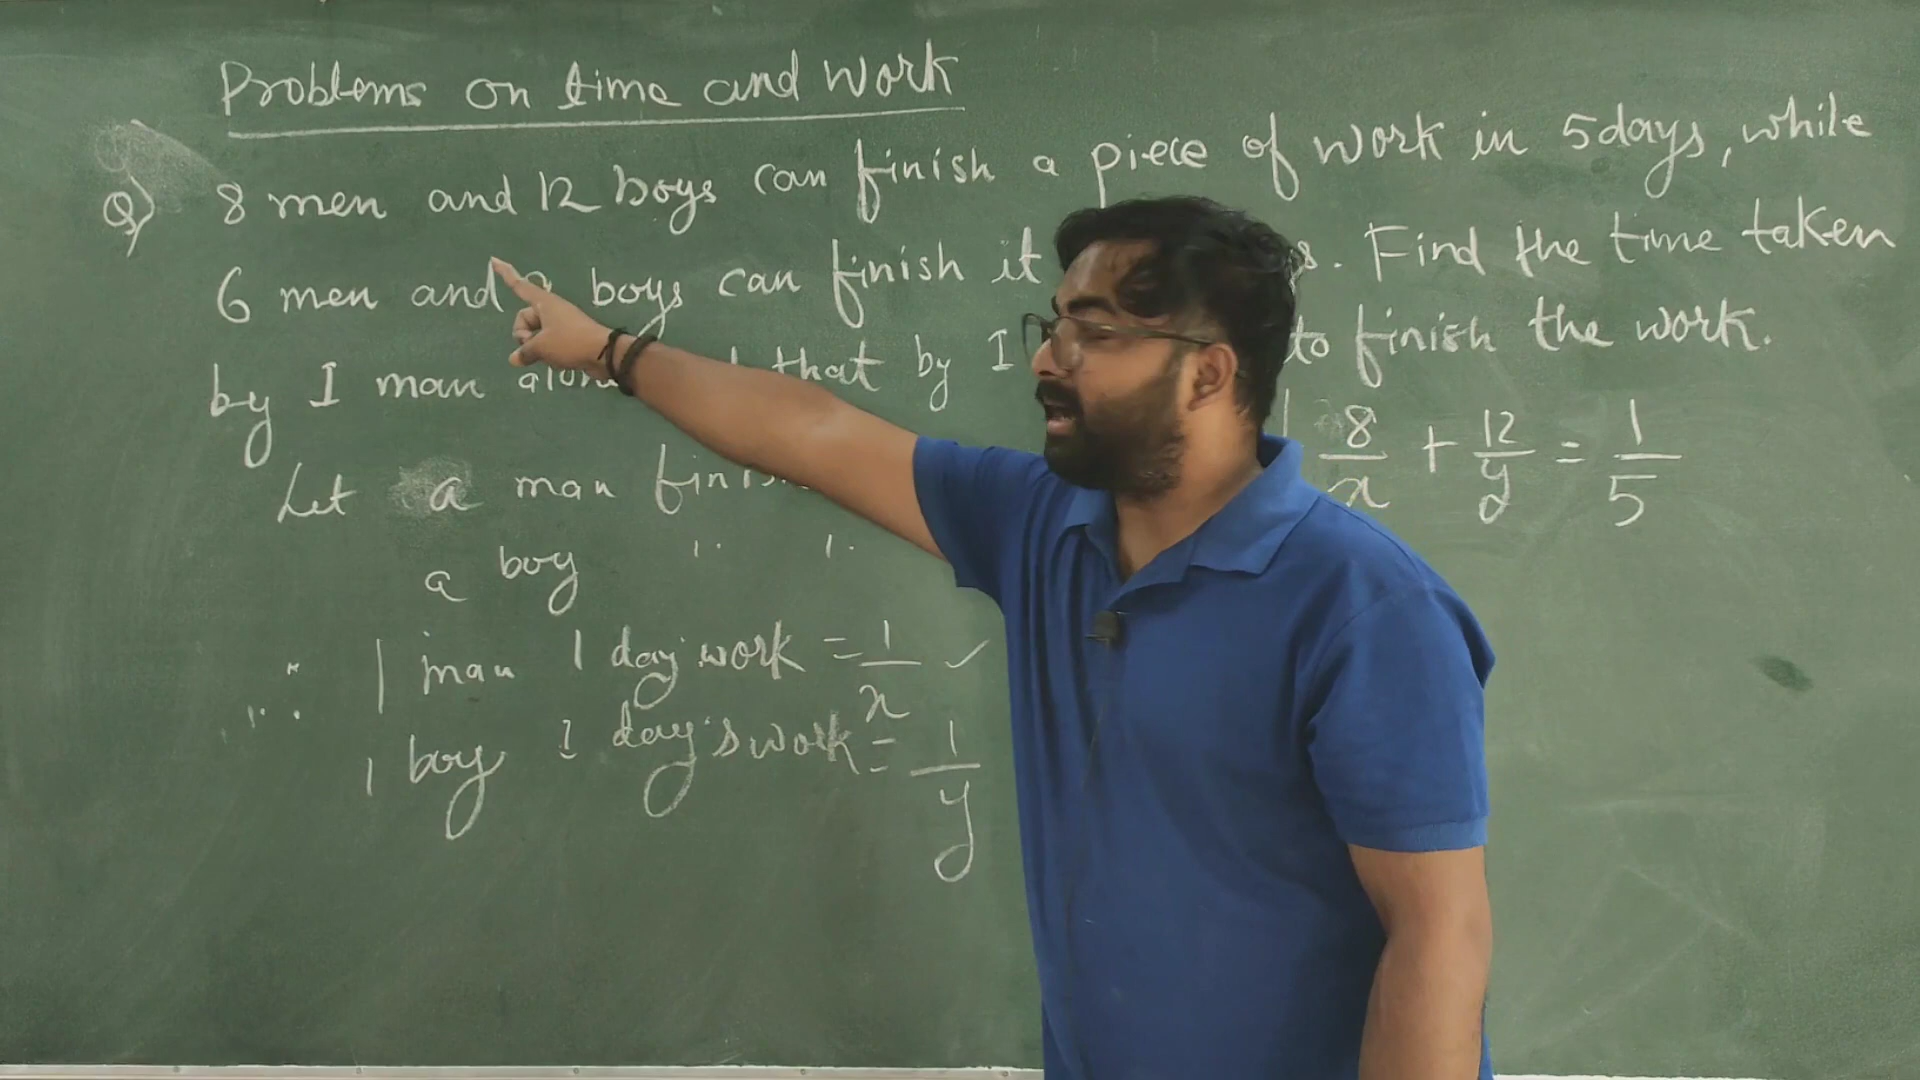 Problems on time and work
Q) 8 men and 12 boys can finish a piece of work in 5 days, while
6 men and boys can finish it . Find the time taken
by 1 man that by 1 to finish the work.
Let a man
a boy " "
∴ 1 man 1 day work = 1/x ✓
1 boy 1 day's work = 1/y
8/x + 12/y = 1/5